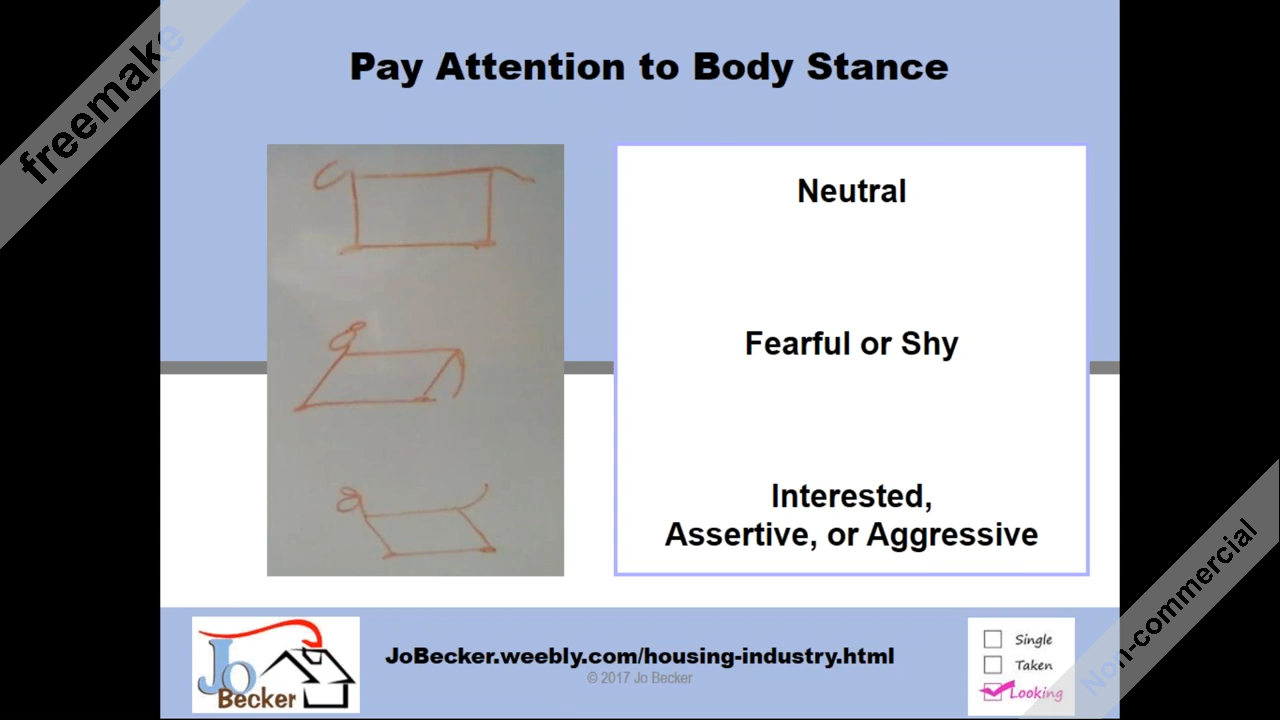 freemake
Pay Attention to Body Stance
Neutral
Fearful or Shy
Interested,
Assertive, or Aggressive
Jo
Becker
JoBecker.weebly.com/housing-industry.html
© 2017 Jo Becker
Single
Taken
Looking
Non-commercial